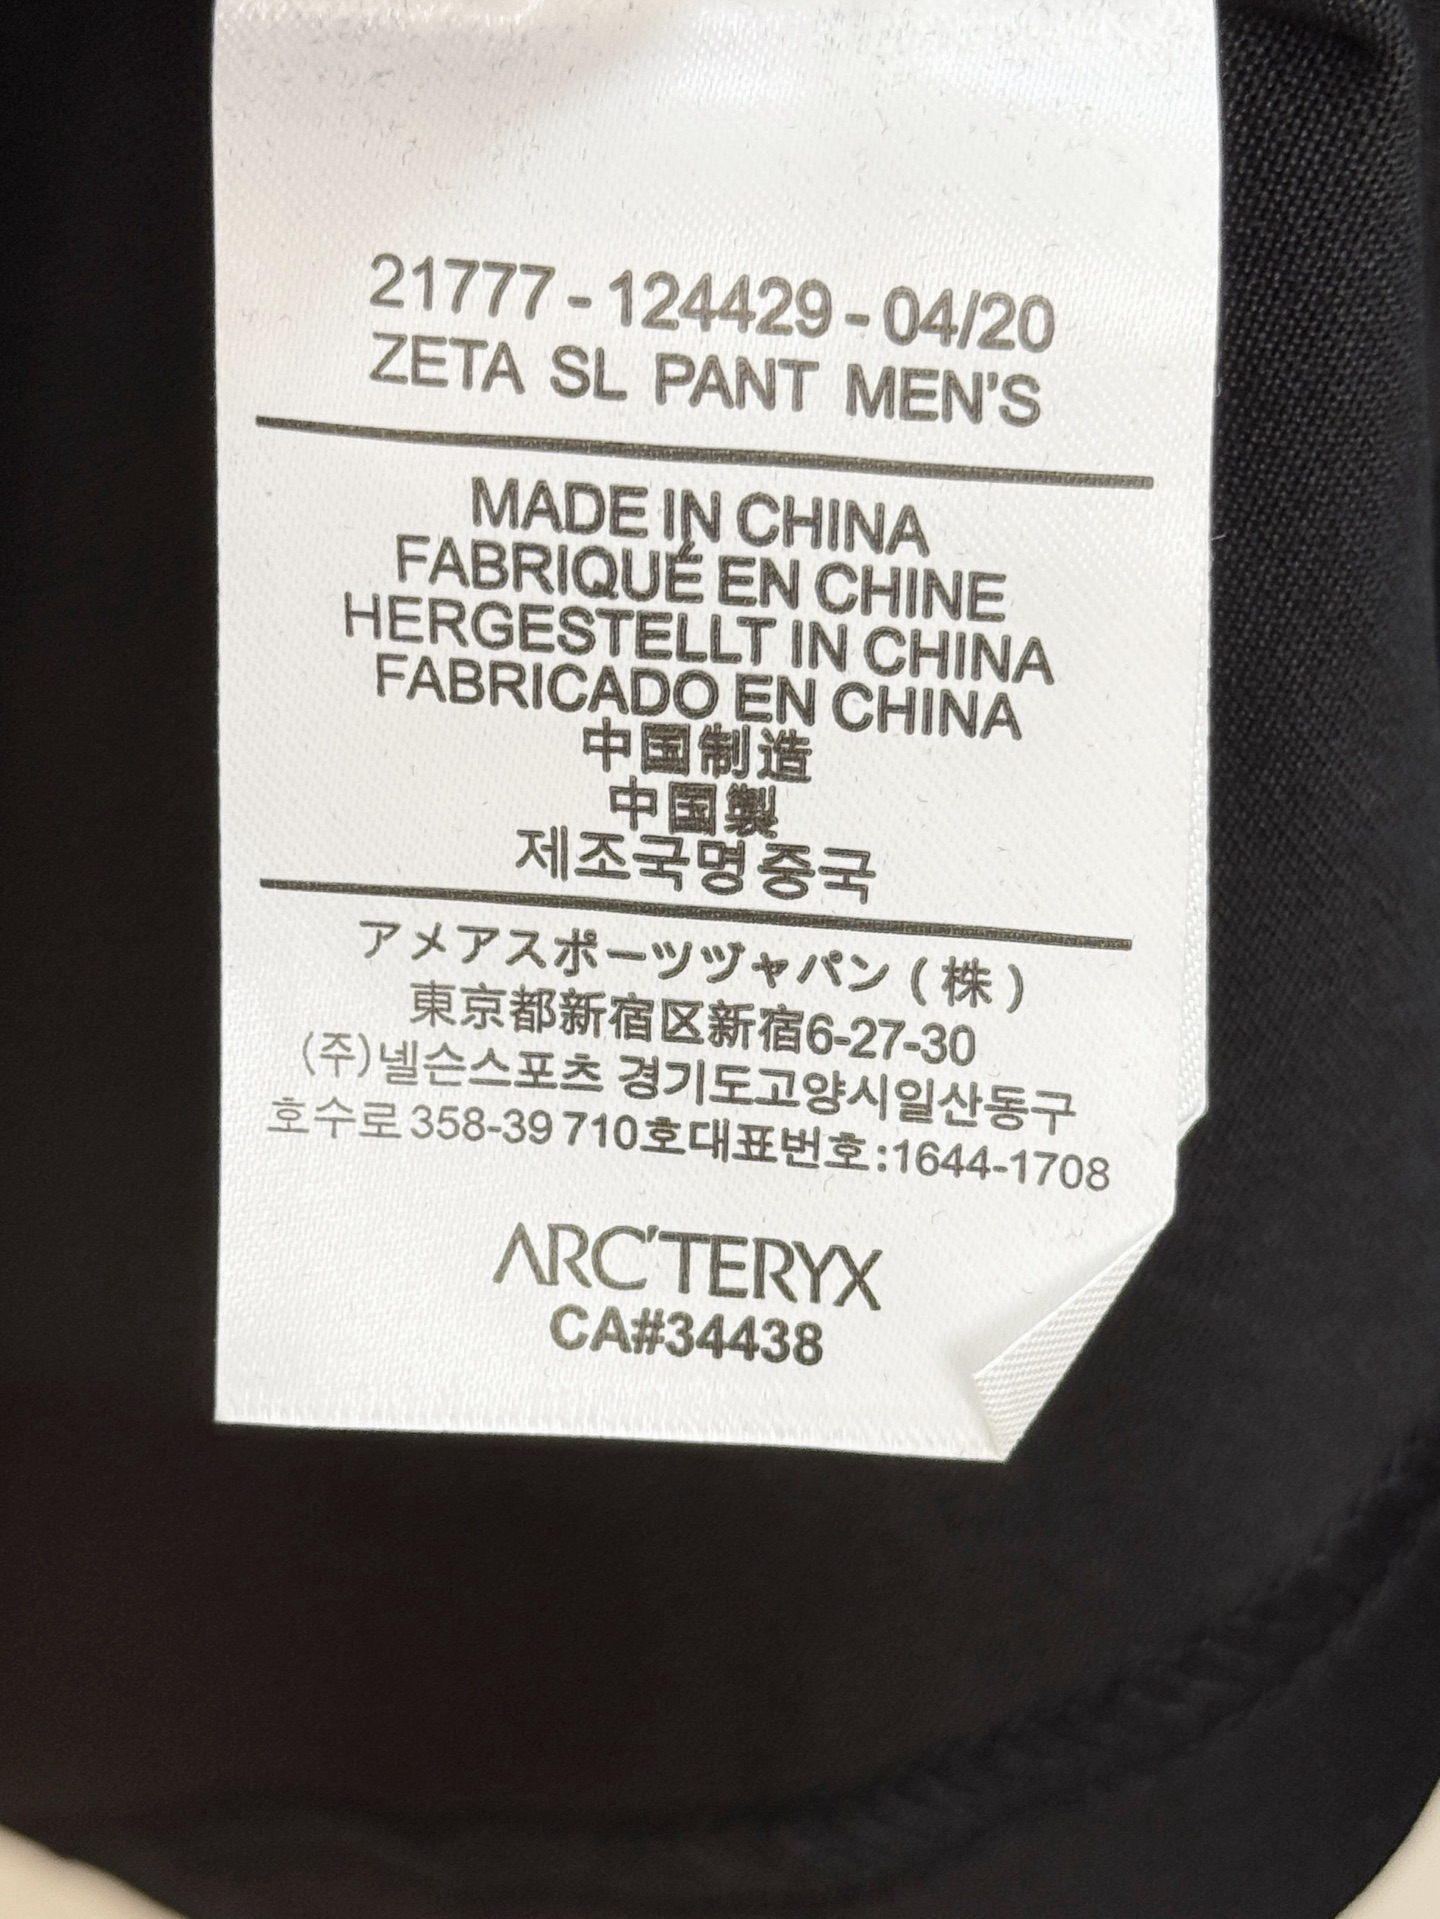 21777 - 124429 - 04/20
ZETA SL PANT MEN'S
MADE IN CHINA
FABRIQUÉ EN CHINE
HERGESTELLT IN CHINA
FABRICADO EN CHINA
中国制造
中国製
제조국명중국
アメアスポーツヅャパン(株)
東京都新宿区新宿6-27-30
(주)넬슨스포츠 경기도고양시일산동구
호수로358-39 710호대표번호:1644-1708
ARC'TERYX
CA#34438